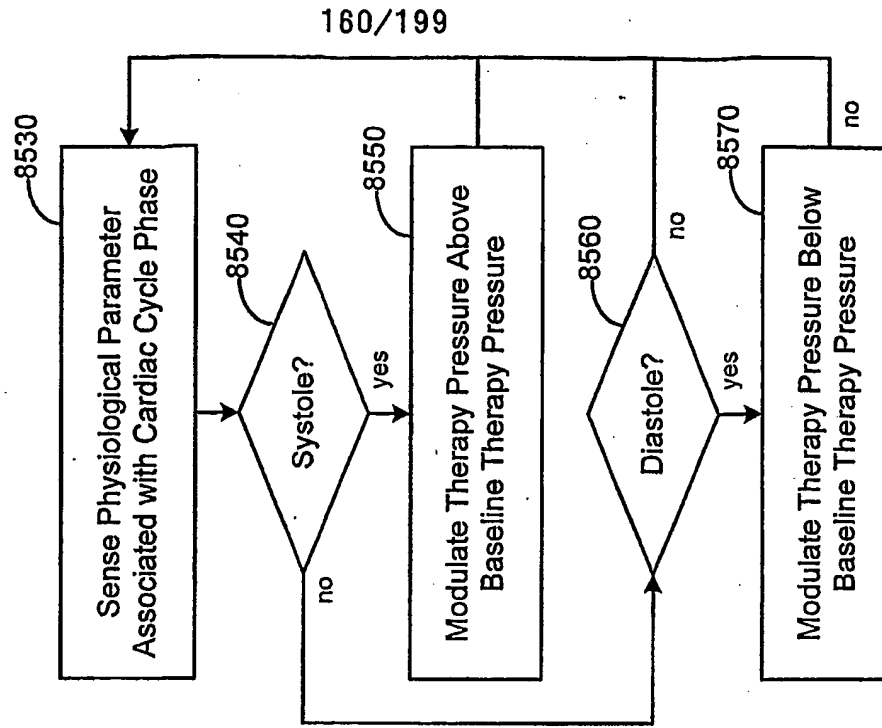 160/199
8530
Sense Physiological Parameter
Associated with Cardiac Cycle Phase
8540
Systole?
no
yes
8550
Modulate Therapy Pressure Above
Baseline Therapy Pressure
8560
Diastole?
no
yes
8570
Modulate Therapy Pressure Below
Baseline Therapy Pressure
no